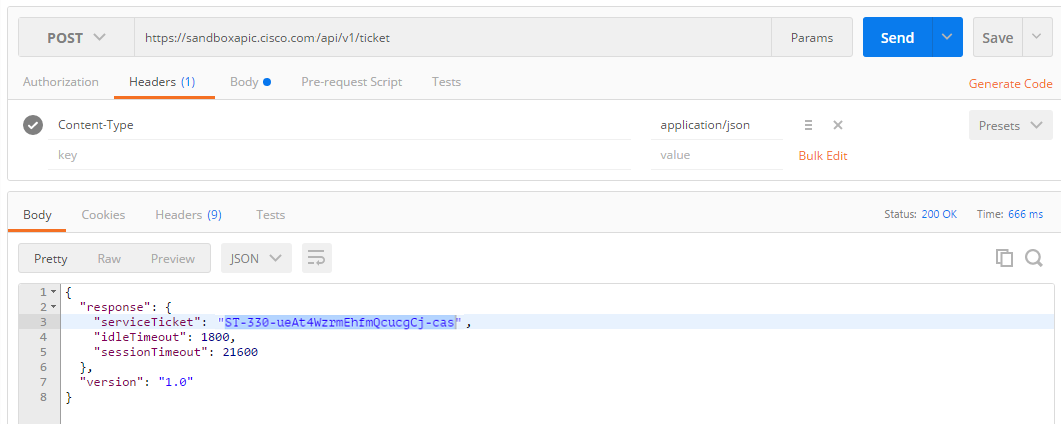 POST https://sandboxapic.cisco.com/api/v1/ticket Params Send Save
Authorization Headers (1) Body Pre-request Script Tests Generate Code
Content-Type application/json Presets
key value Bulk Edit
Body Cookies Headers (9) Tests Status: 200 OK Time: 666 ms
Pretty Raw Preview JSON
1 {
2 "response": {
3 "serviceTicket": "ST-330-ueAt4WzrmEhfmQcucgCj-cas",
4 "idleTimeout": 1800,
5 "sessionTimeout": 21600
6 },
7 "version": "1.0"
8 }